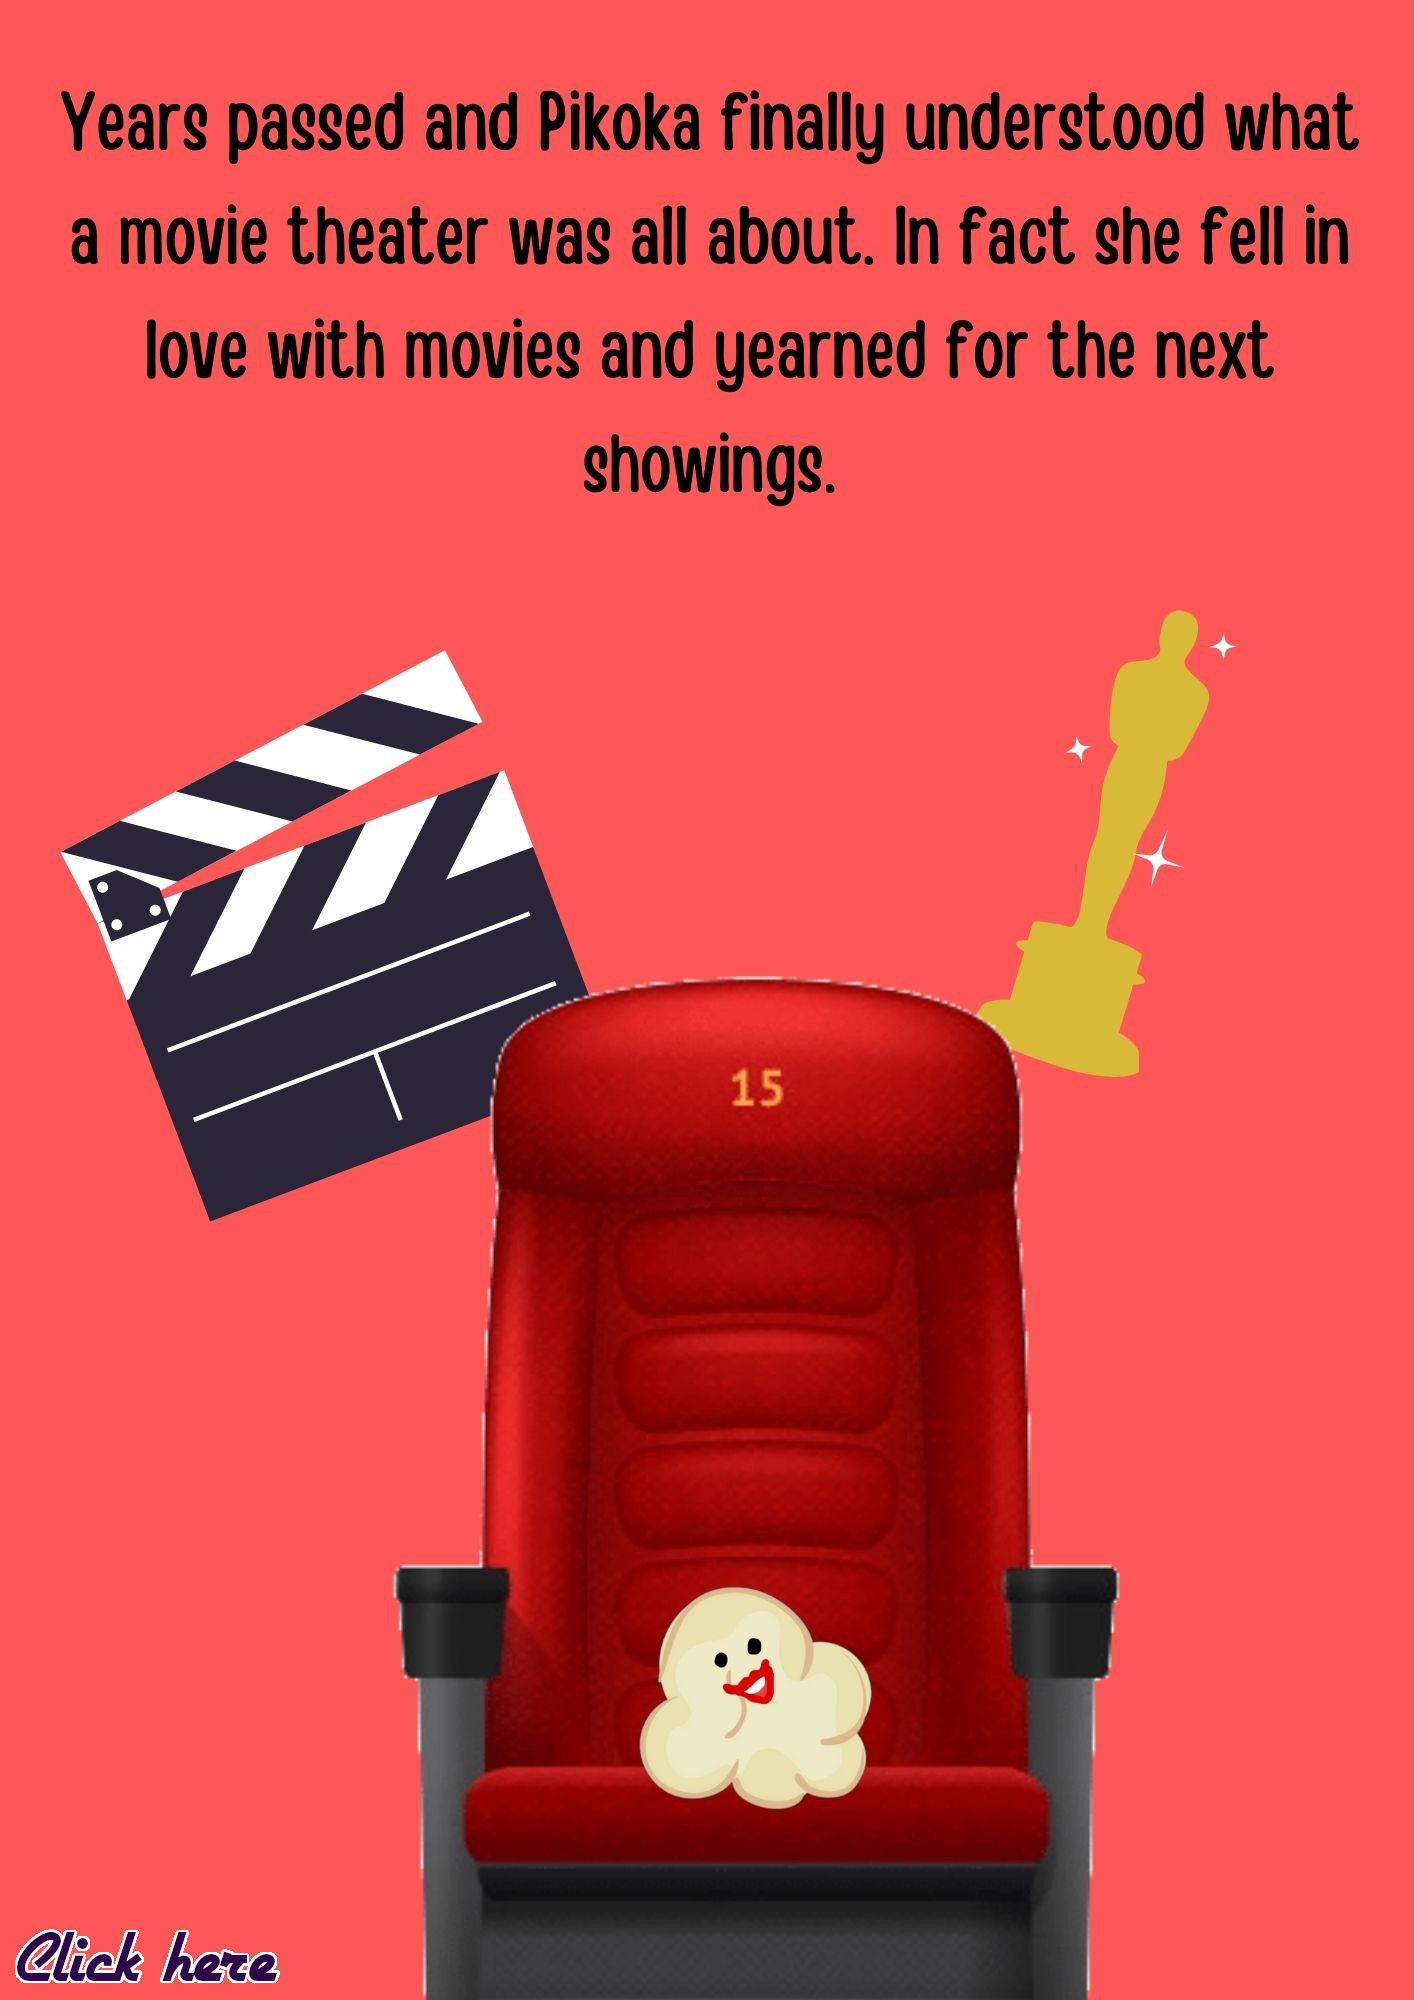 Years passed and Pikoka finally understood what
a movie theater was all about. In fact she fell in
love with movies and yearned for the next
showings.
15
Click here